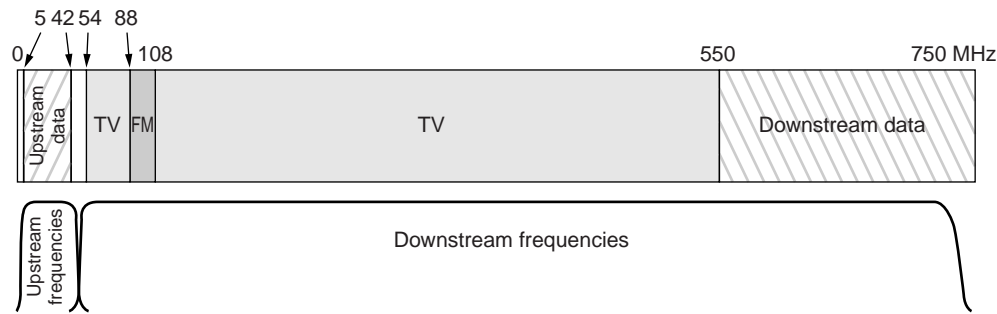 5 42 54 88
0 108 550 750 MHz
Upstream
data
TV FM TV Downstream data
Upstream
frequencies
Downstream frequencies